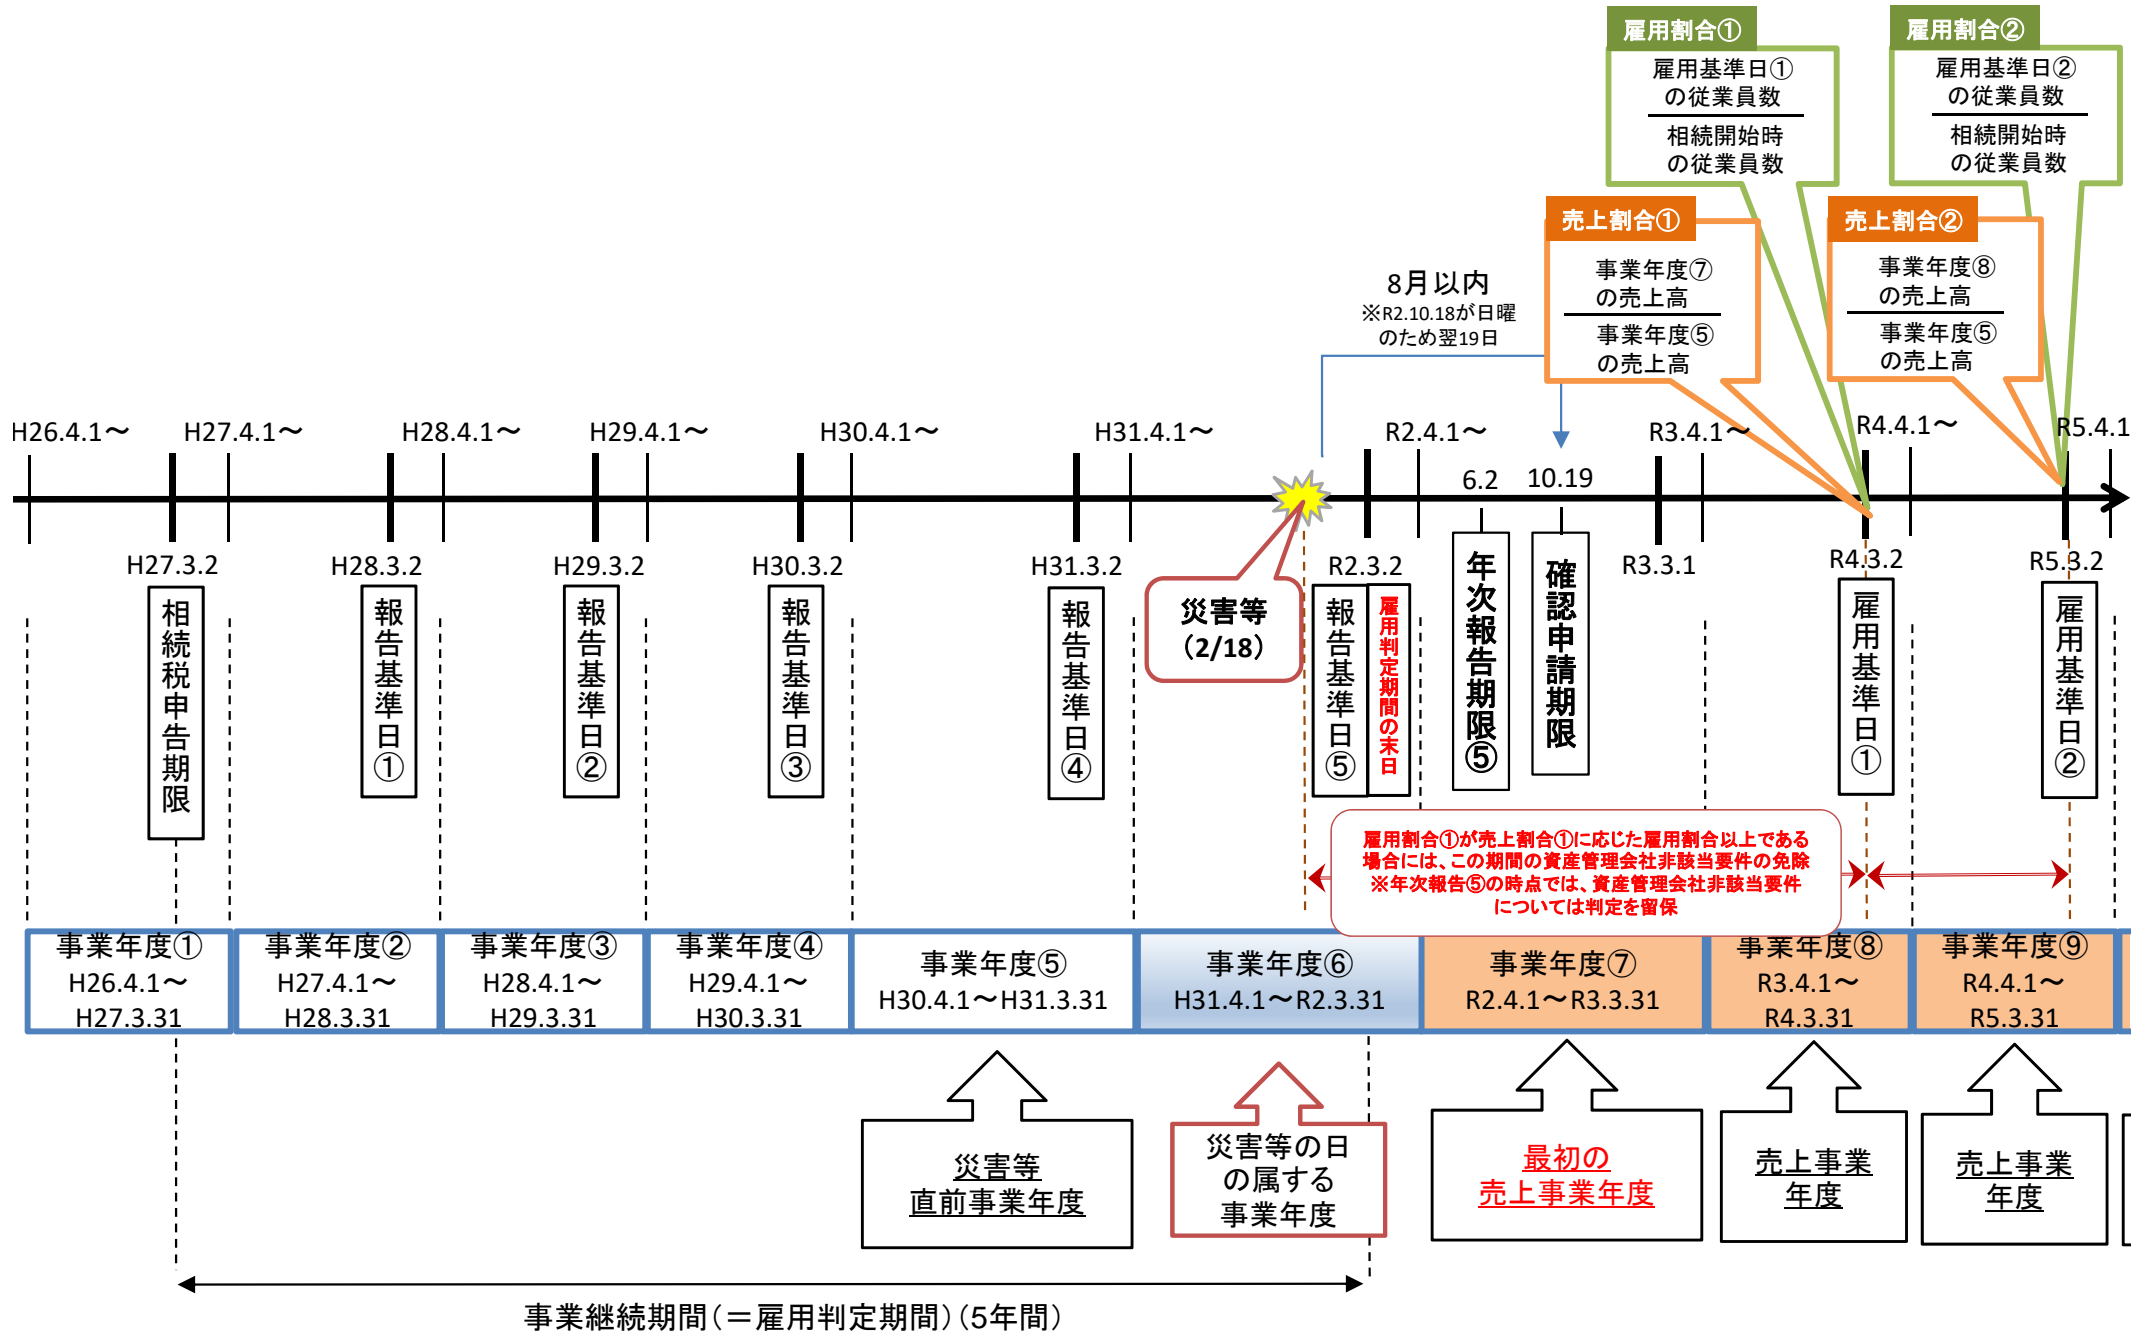 雇用割合①
雇用基準日①
の従業員数
相続開始時
の従業員数
雇用割合②
雇用基準日②
の従業員数
相続開始時
の従業員数
売上割合①
事業年度⑦
の売上高
事業年度⑤
の売上高
売上割合②
事業年度⑧
の売上高
事業年度⑤
の売上高
8月以内
※R2.10.18が日曜
のため翌19日
H26.4.1～
H27.4.1～
H28.4.1～
H29.4.1～
H30.4.1～
H31.4.1～
R2.4.1～
R3.4.1～
R4.4.1～
R5.4.1
6.2
10.19
H27.3.2
H28.3.2
H29.3.2
H30.3.2
H31.3.2
R2.3.2
R3.3.1
R4.3.2
R5.3.2
相続税申告期限
報告基準日①
報告基準日②
報告基準日③
報告基準日④
災害等
（2/18）
報告基準日⑤
雇用判定期間の末日
年次報告期限⑤
確認申請期限
雇用基準日①
雇用基準日②
雇用割合①が売上割合①に応じた雇用割合以上である
場合には、この期間の資産管理会社非該当要件の免除
※年次報告⑤の時点では、資産管理会社非該当要件
については判定を留保
事業年度①
H26.4.1～
H27.3.31
事業年度②
H27.4.1～
H28.3.31
事業年度③
H28.4.1～
H29.3.31
事業年度④
H29.4.1～
H30.3.31
事業年度⑤
H30.4.1～H31.3.31
事業年度⑥
H31.4.1～R2.3.31
事業年度⑦
R2.4.1～R3.3.31
事業年度⑧
R3.4.1～
R4.3.31
事業年度⑨
R4.4.1～
R5.3.31
災害等
直前事業年度
災害等の日
の属する
事業年度
最初の
売上事業年度
売上事業
年度
売上事業
年度
事業継続期間（＝雇用判定期間）（5年間）